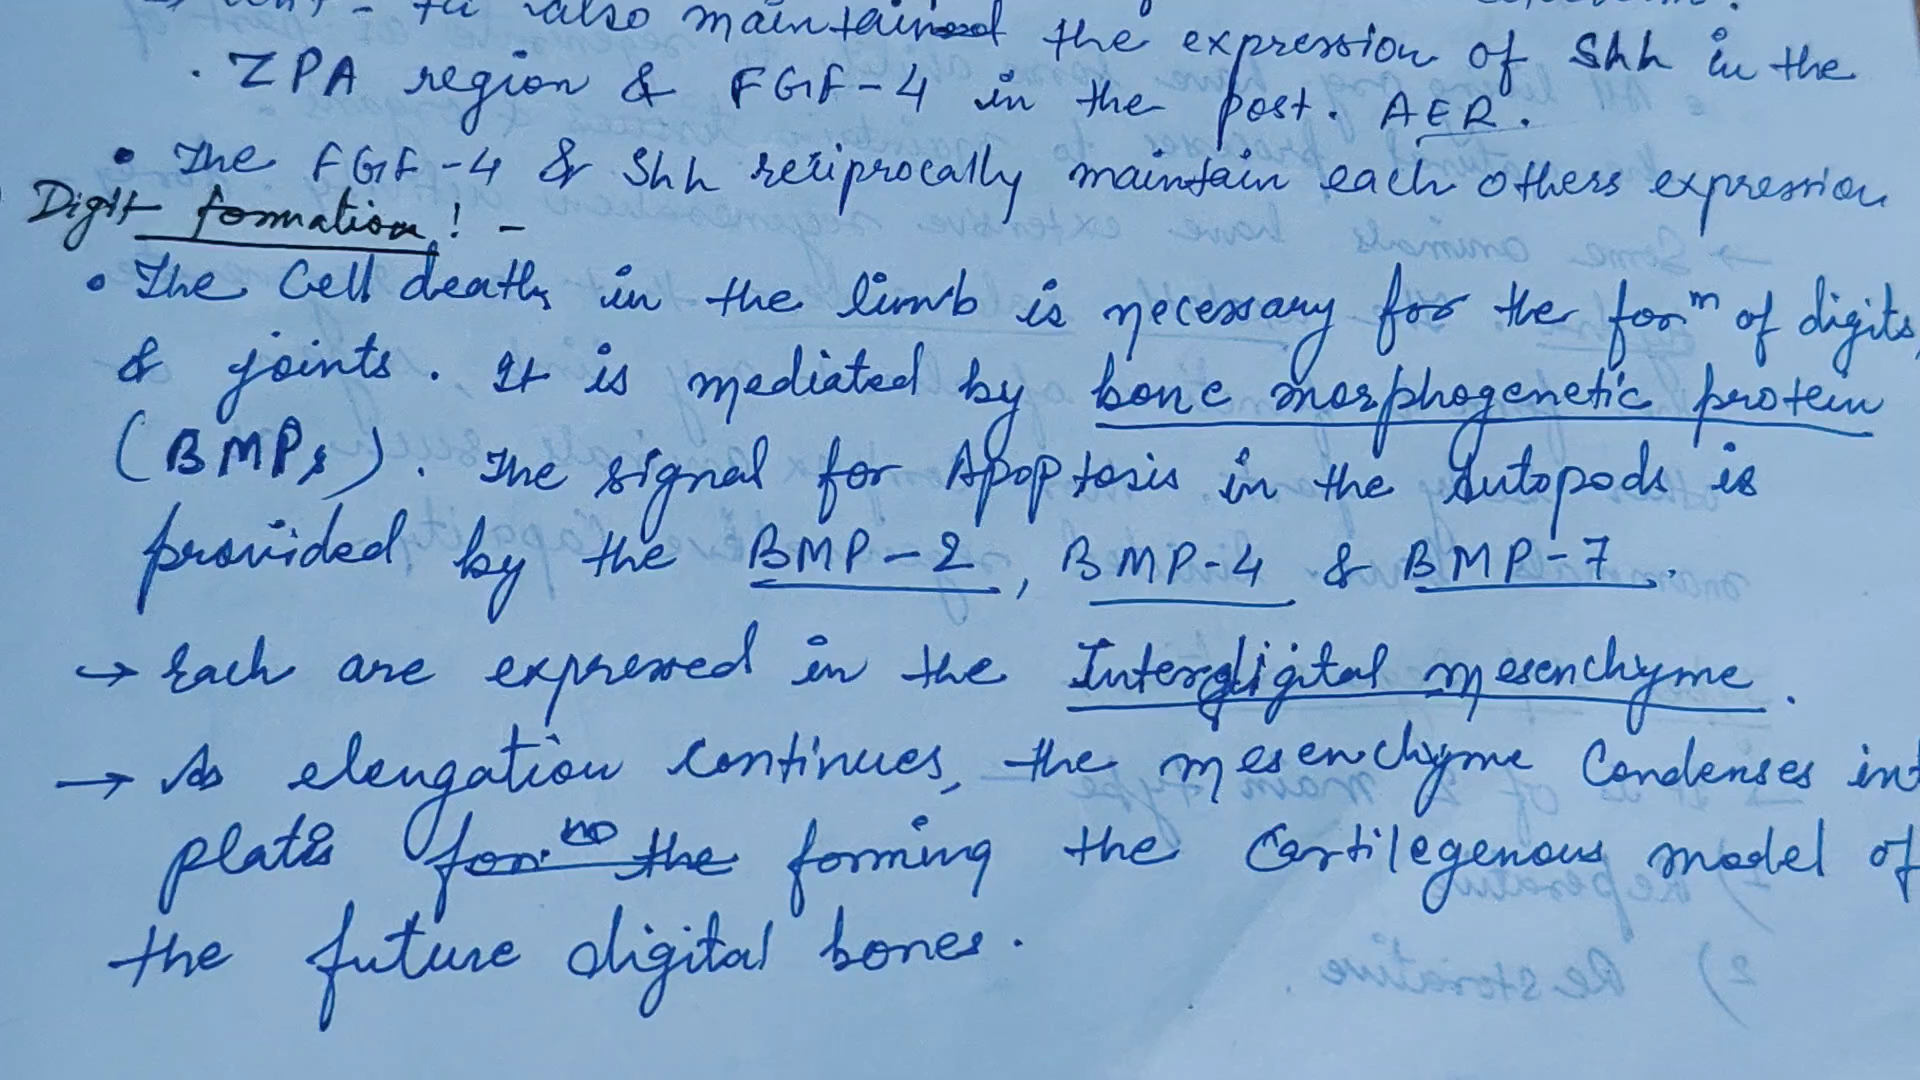 also maintained the expression of Shh in the
. ZPA region & FGF-4 in the post. AER.
• The FGF-4 & Shh reciprocally maintain each others expression
Digit formation! -
• The Cell death in the limb is necessary for the forᵐ of digits,
& joints. It is mediated by bone morphogenetic protein
(BMPs). The signal for Apoptosis in the Autopods is
provided by the BMP-2, BMP-4 & BMP-7.
→ Each are expressed in the Interdigital mesenchyme.
→ As elongation continues, the mesenchyme Condenses int
plates for the forming the Cartilegenous model of
the future digital bones.